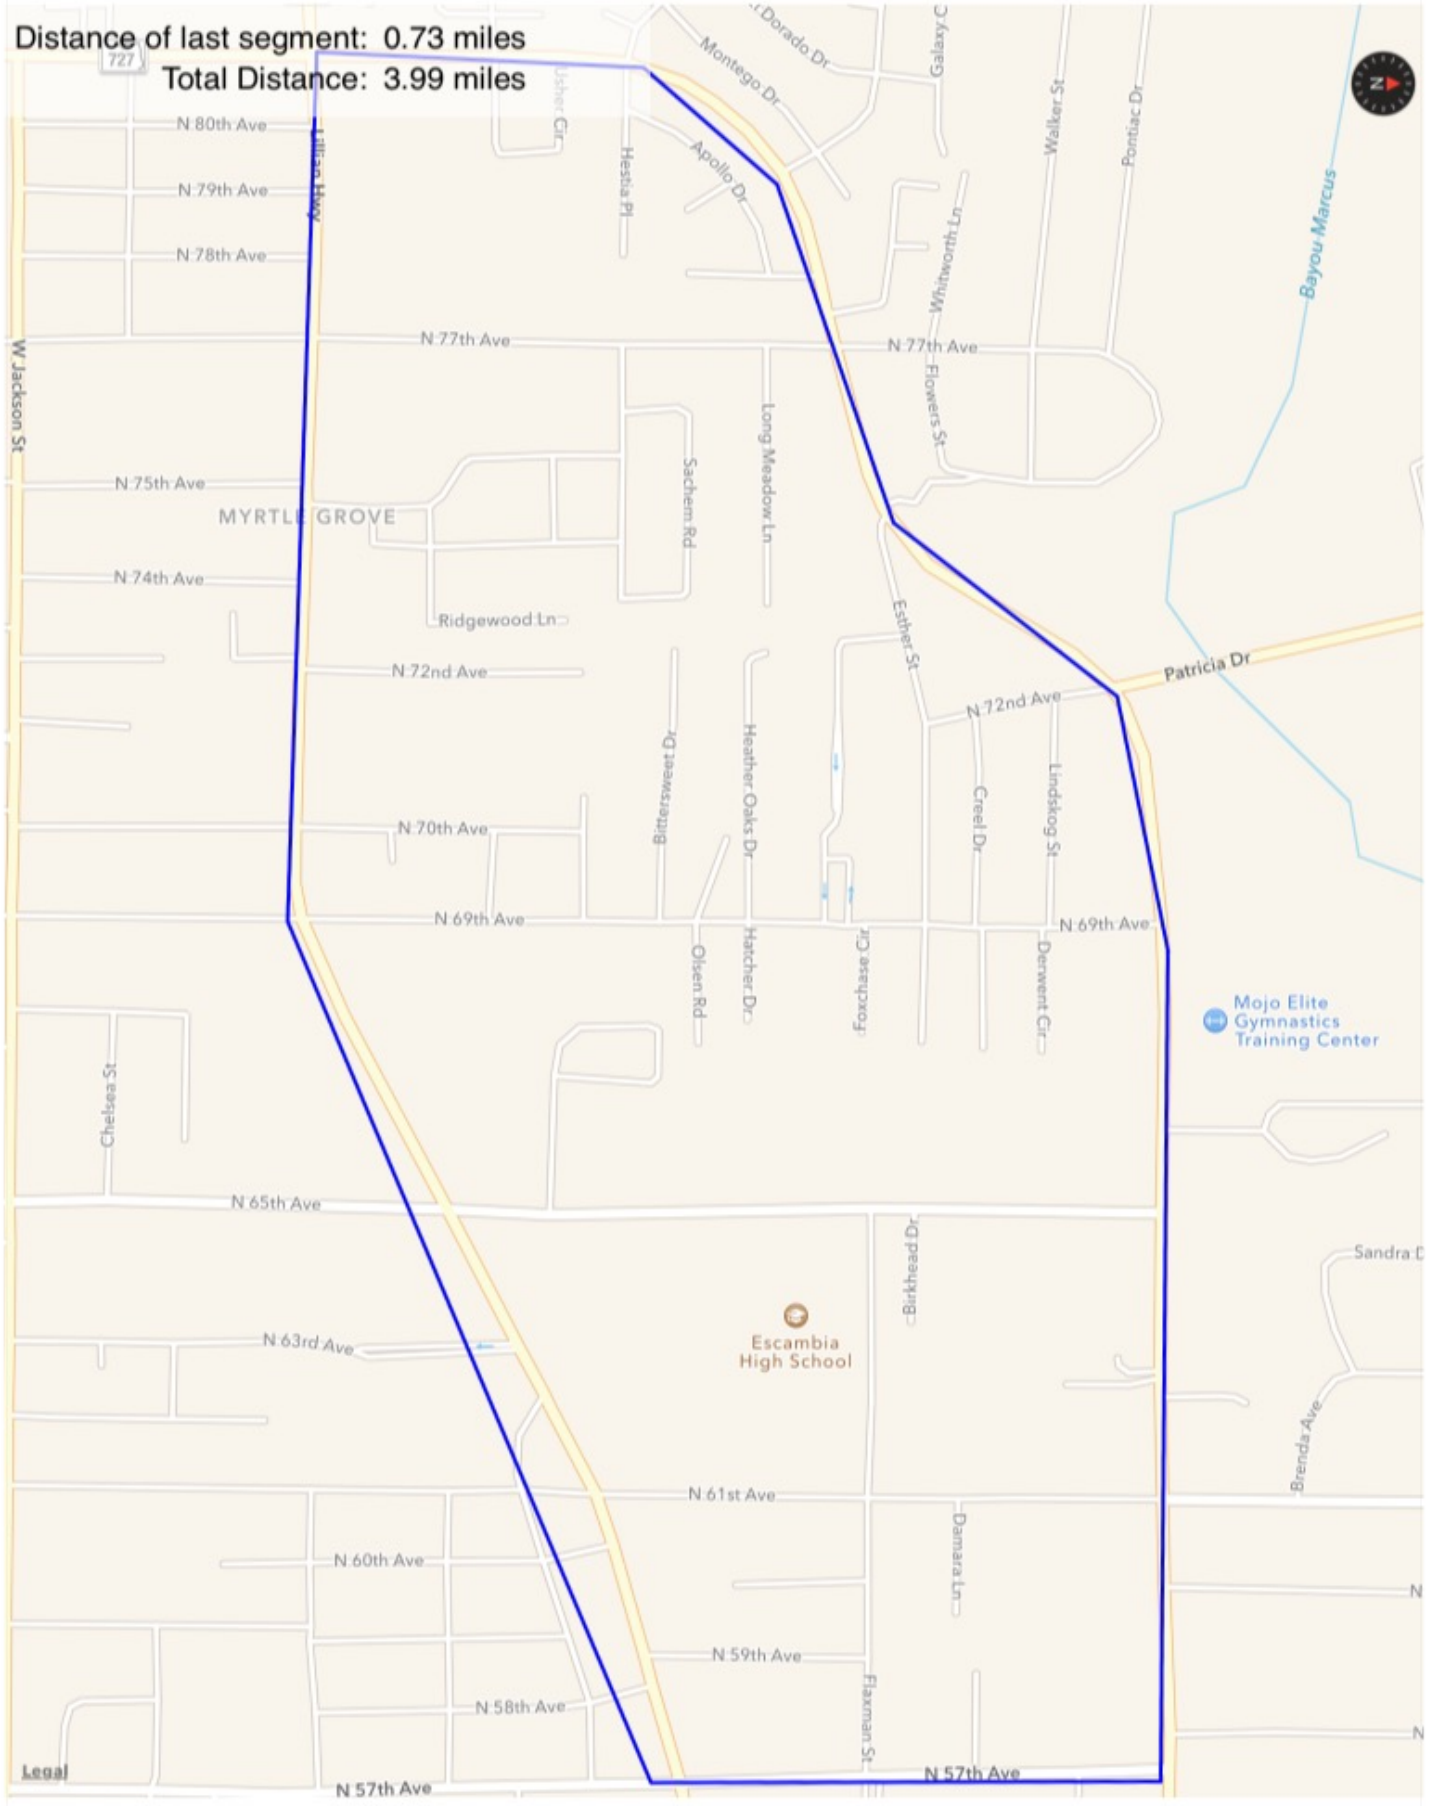 Distance of last segment: 0.73 miles
Total Distance: 3.99 miles
727
N
El Dorado Dr
Montego Dr
Galaxy C
Walker St
Pontiac Dr
Usher Cir
N 80th Ave
Lillian Hwy
Hestia Pl
Apollo Dr
N 79th Ave
Bayou Marcus
N 78th Ave
Whitworth Ln
W Jackson St
N 77th Ave
N 77th Ave
Flowers St
Long Meadow Ln
Sachem Rd
N 75th Ave
MYRTLE GROVE
N 74th Ave
Ridgewood Ln
Esther St
N 72nd Ave
Patricia Dr
N 72nd Ave
Bittersweet Dr
Heather Oaks Dr
Creel Dr
Lindskog St
N 70th Ave
N 69th Ave
N 69th Ave
Olsen Rd
Hatcher Dr
Foxchase Cir
Derwent Cir
Mojo Elite
Gymnastics
Training Center
Chelsea St
N 65th Ave
Birkhead Dr
Sandra D
Escambia
High School
N 63rd Ave
Brenda Ave
N 61st Ave
Damara Ln
N 60th Ave
N
N 59th Ave
Flaxman St
N 58th Ave
N
Legal
N 57th Ave
N 57th Ave